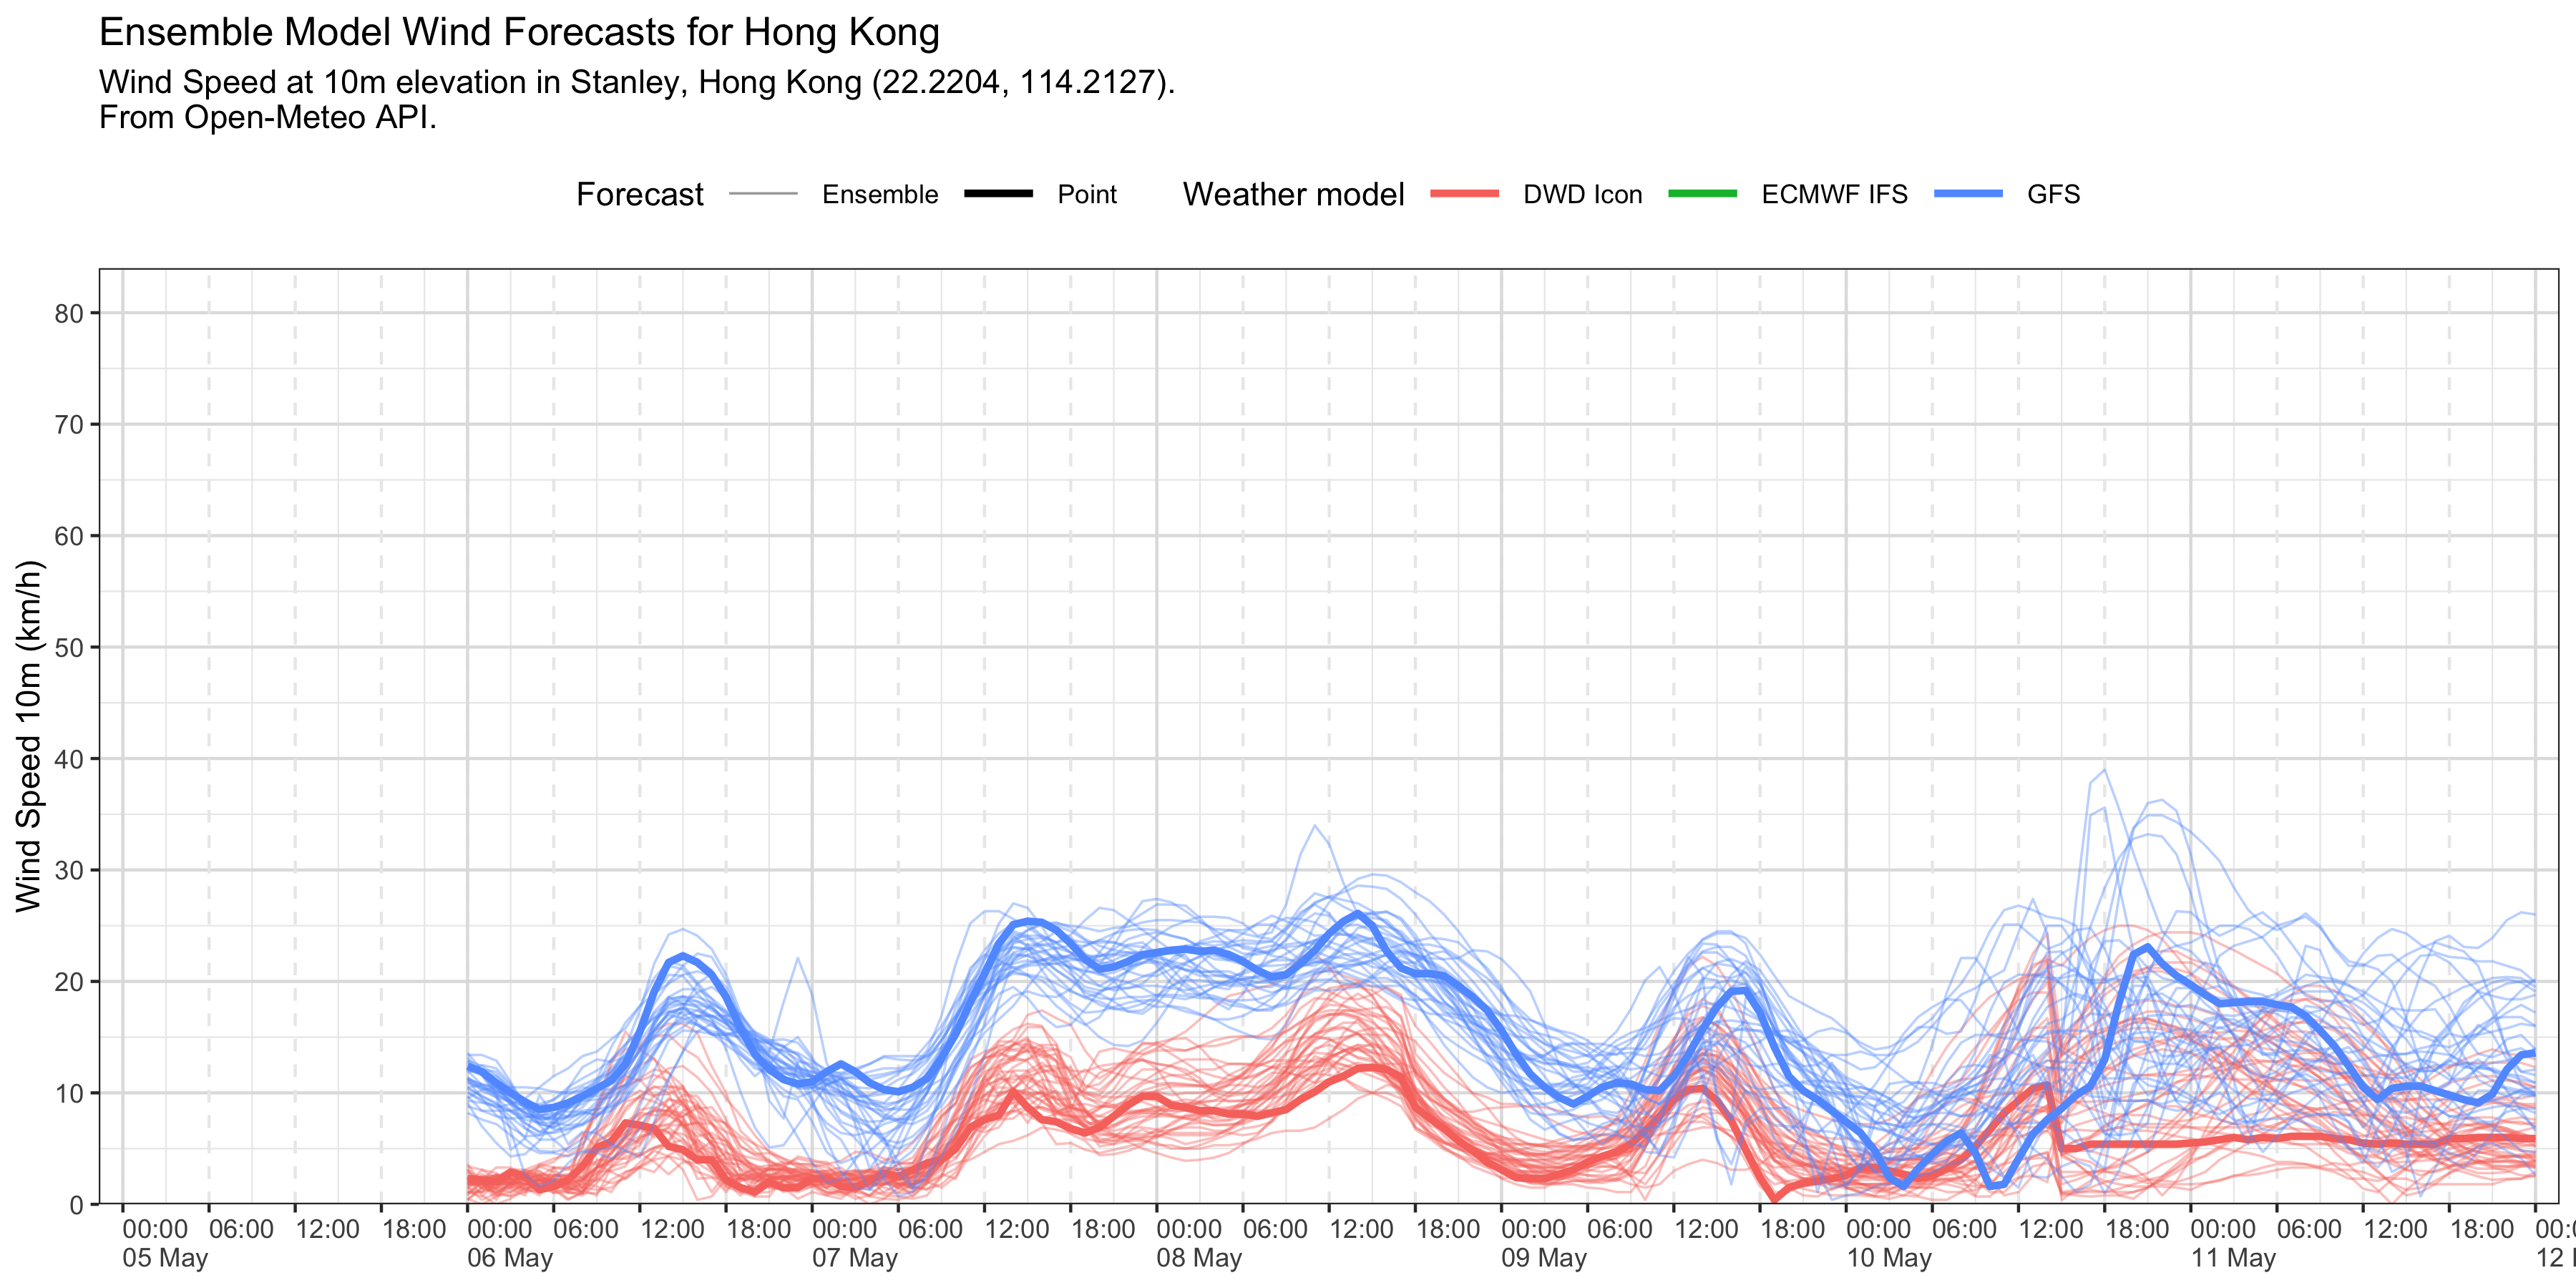 Ensemble Model Wind Forecasts for Hong Kong
Wind Speed at 10m elevation in Stanley, Hong Kong (22.2204, 114.2127).
From Open-Meteo API.
Forecast Ensemble Point Weather model DWD Icon ECMWF IFS GFS
Wind Speed 10m (km/h)
80
70
60
50
40
30
20
10
0
00:00 06:00 12:00 18:00 00:00 06:00 12:00 18:00 00:00 06:00 12:00 18:00 00:00 06:00 12:00 18:00 00:00 06:00 12:00 18:00 00:00 06:00 12:00 18:00 00:00 06:00 12:00 18:00
05 May 06 May 07 May 08 May 09 May 10 May 11 May 12